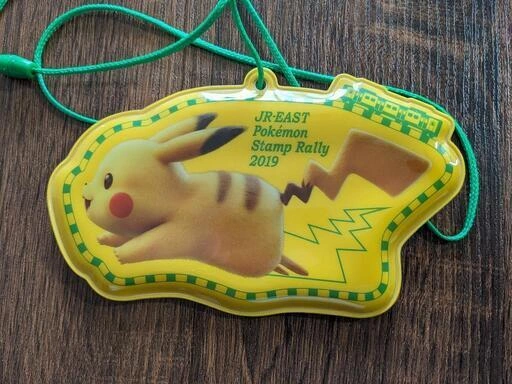 JR-EAST
Pokémon
Stamp Rally
2019